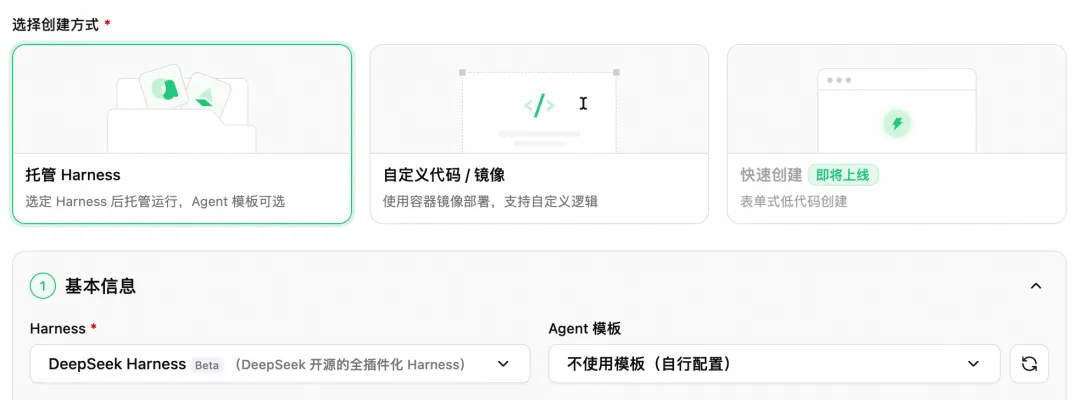 选择创建方式 *
</>
托管 Harness
选定 Harness 后托管运行，Agent 模板可选
自定义代码 / 镜像
使用容器镜像部署，支持自定义逻辑
快速创建 即将上线
表单式低代码创建
1 基本信息
Harness *
DeepSeek Harness Beta （DeepSeek 开源的全插件化 Harness）
Agent 模板
不使用模板（自行配置）